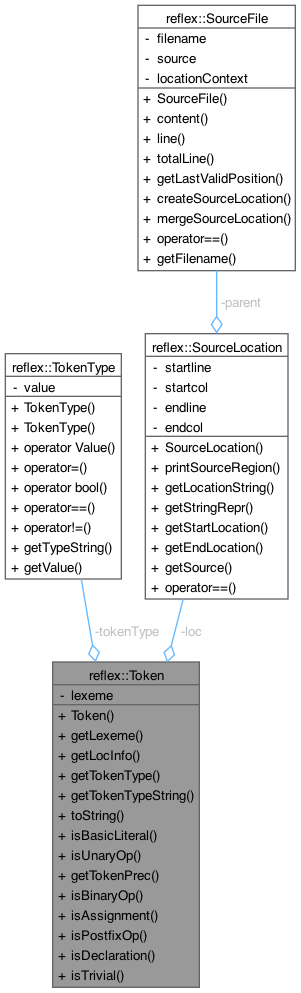 reflex::SourceFile
- filename
- source
- locationContext
+ SourceFile()
+ content()
+ line()
+ totalLine()
+ getLastValidPosition()
+ createSourceLocation()
+ mergeSourceLocation()
+ operator==()
+ getFilename()
-parent
reflex::TokenType
- value
+ TokenType()
+ TokenType()
+ operator Value()
+ operator=()
+ operator bool()
+ operator==()
+ operator!=()
+ getTypeString()
+ getValue()
reflex::SourceLocation
- startline
- startcol
- endline
- endcol
+ SourceLocation()
+ printSourceRegion()
+ getLocationString()
+ getStringRepr()
+ getStartLocation()
+ getEndLocation()
+ getSource()
+ operator==()
-tokenType
-loc
reflex::Token
- lexeme
+ Token()
+ getLexeme()
+ getLocInfo()
+ getTokenType()
+ getTokenTypeString()
+ toString()
+ isBasicLiteral()
+ isUnaryOp()
+ getTokenPrec()
+ isBinaryOp()
+ isAssignment()
+ isPostfixOp()
+ isDeclaration()
+ isTrivial()